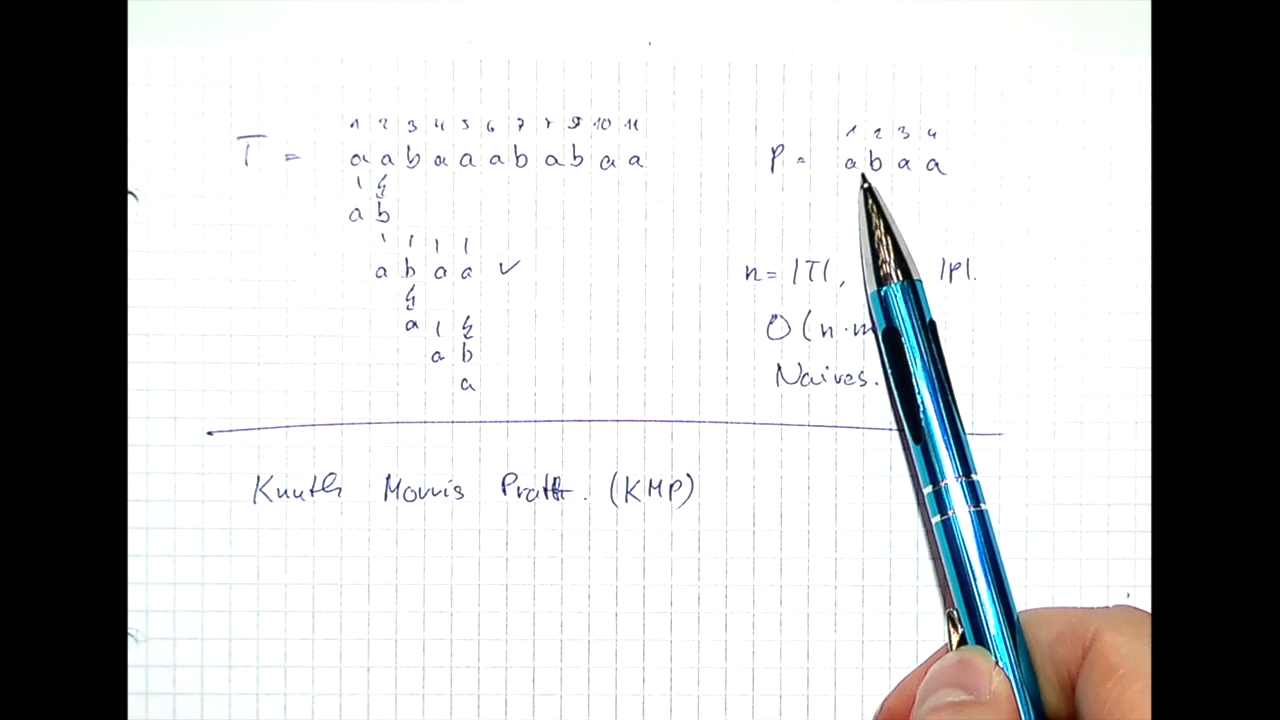 1 2 3 4 5 6 7 8 9 10 11
T = a a b a a a b a b a a
a b
a b a a ✓
a
a b
a
1 2 3 4
P = a b a a
n = |T|, |P|.
O(n·m
Naives.
Knuth Morris Pratt. (KMP)